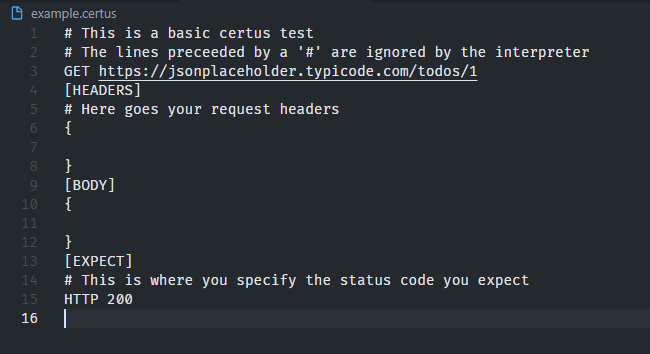 example.certus
1 # This is a basic certus test
2 # The lines preceeded by a '#' are ignored by the interpreter
3 GET https://jsonplaceholder.typicode.com/todos/1
4 [HEADERS]
5 # Here goes your request headers
6 {
7
8 }
9 [BODY]
10 {
11
12 }
13 [EXPECT]
14 # This is where you specify the status code you expect
15 HTTP 200
16